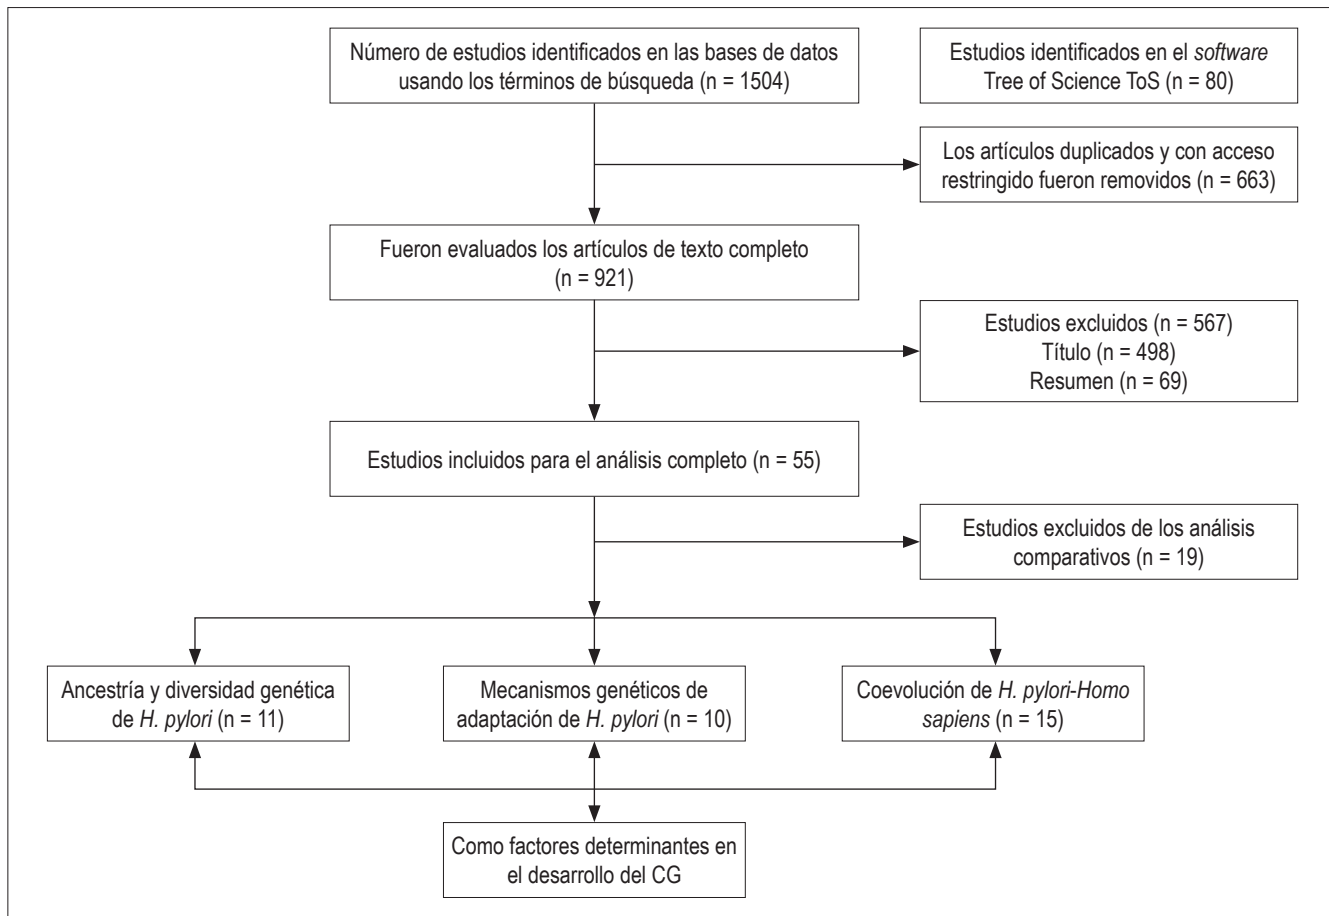 Número de estudios identificados en las bases de datos
usando los términos de búsqueda (n = 1504)
Estudios identificados en el software
Tree of Science ToS (n = 80)
Los artículos duplicados y con acceso
restringido fueron removidos (n = 663)
Fueron evaluados los artículos de texto completo
(n = 921)
Estudios excluidos (n = 567)
Título (n = 498)
Resumen (n = 69)
Estudios incluidos para el análisis completo (n = 55)
Estudios excluidos de los análisis
comparativos (n = 19)
Ancestría y diversidad genética
de H. pylori (n = 11)
Mecanismos genéticos de
adaptación de H. pylori (n = 10)
Coevolución de H. pylori-Homo
sapiens (n = 15)
Como factores determinantes en
el desarrollo del CG